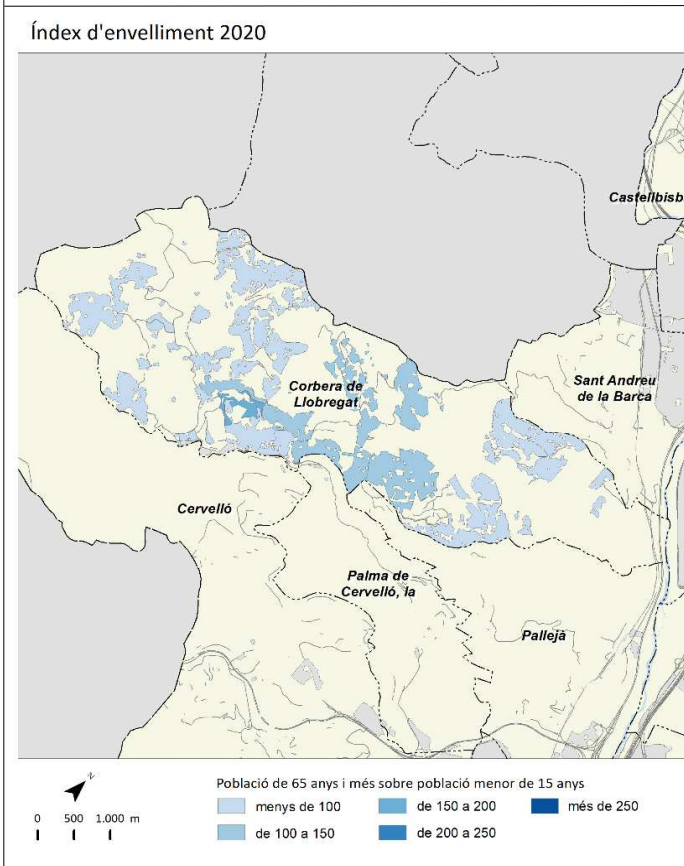 Índex d'envelliment 2020
Castellbisb
Corbera de
Llobregat
Sant Andreu
de la Barca
Cervelló
Palma de
Cervelló, la
Pallejà
N
0 500 1.000 m
Població de 65 anys i més sobre població menor de 15 anys
menys de 100
de 150 a 200
més de 250
de 100 a 150
de 200 a 250